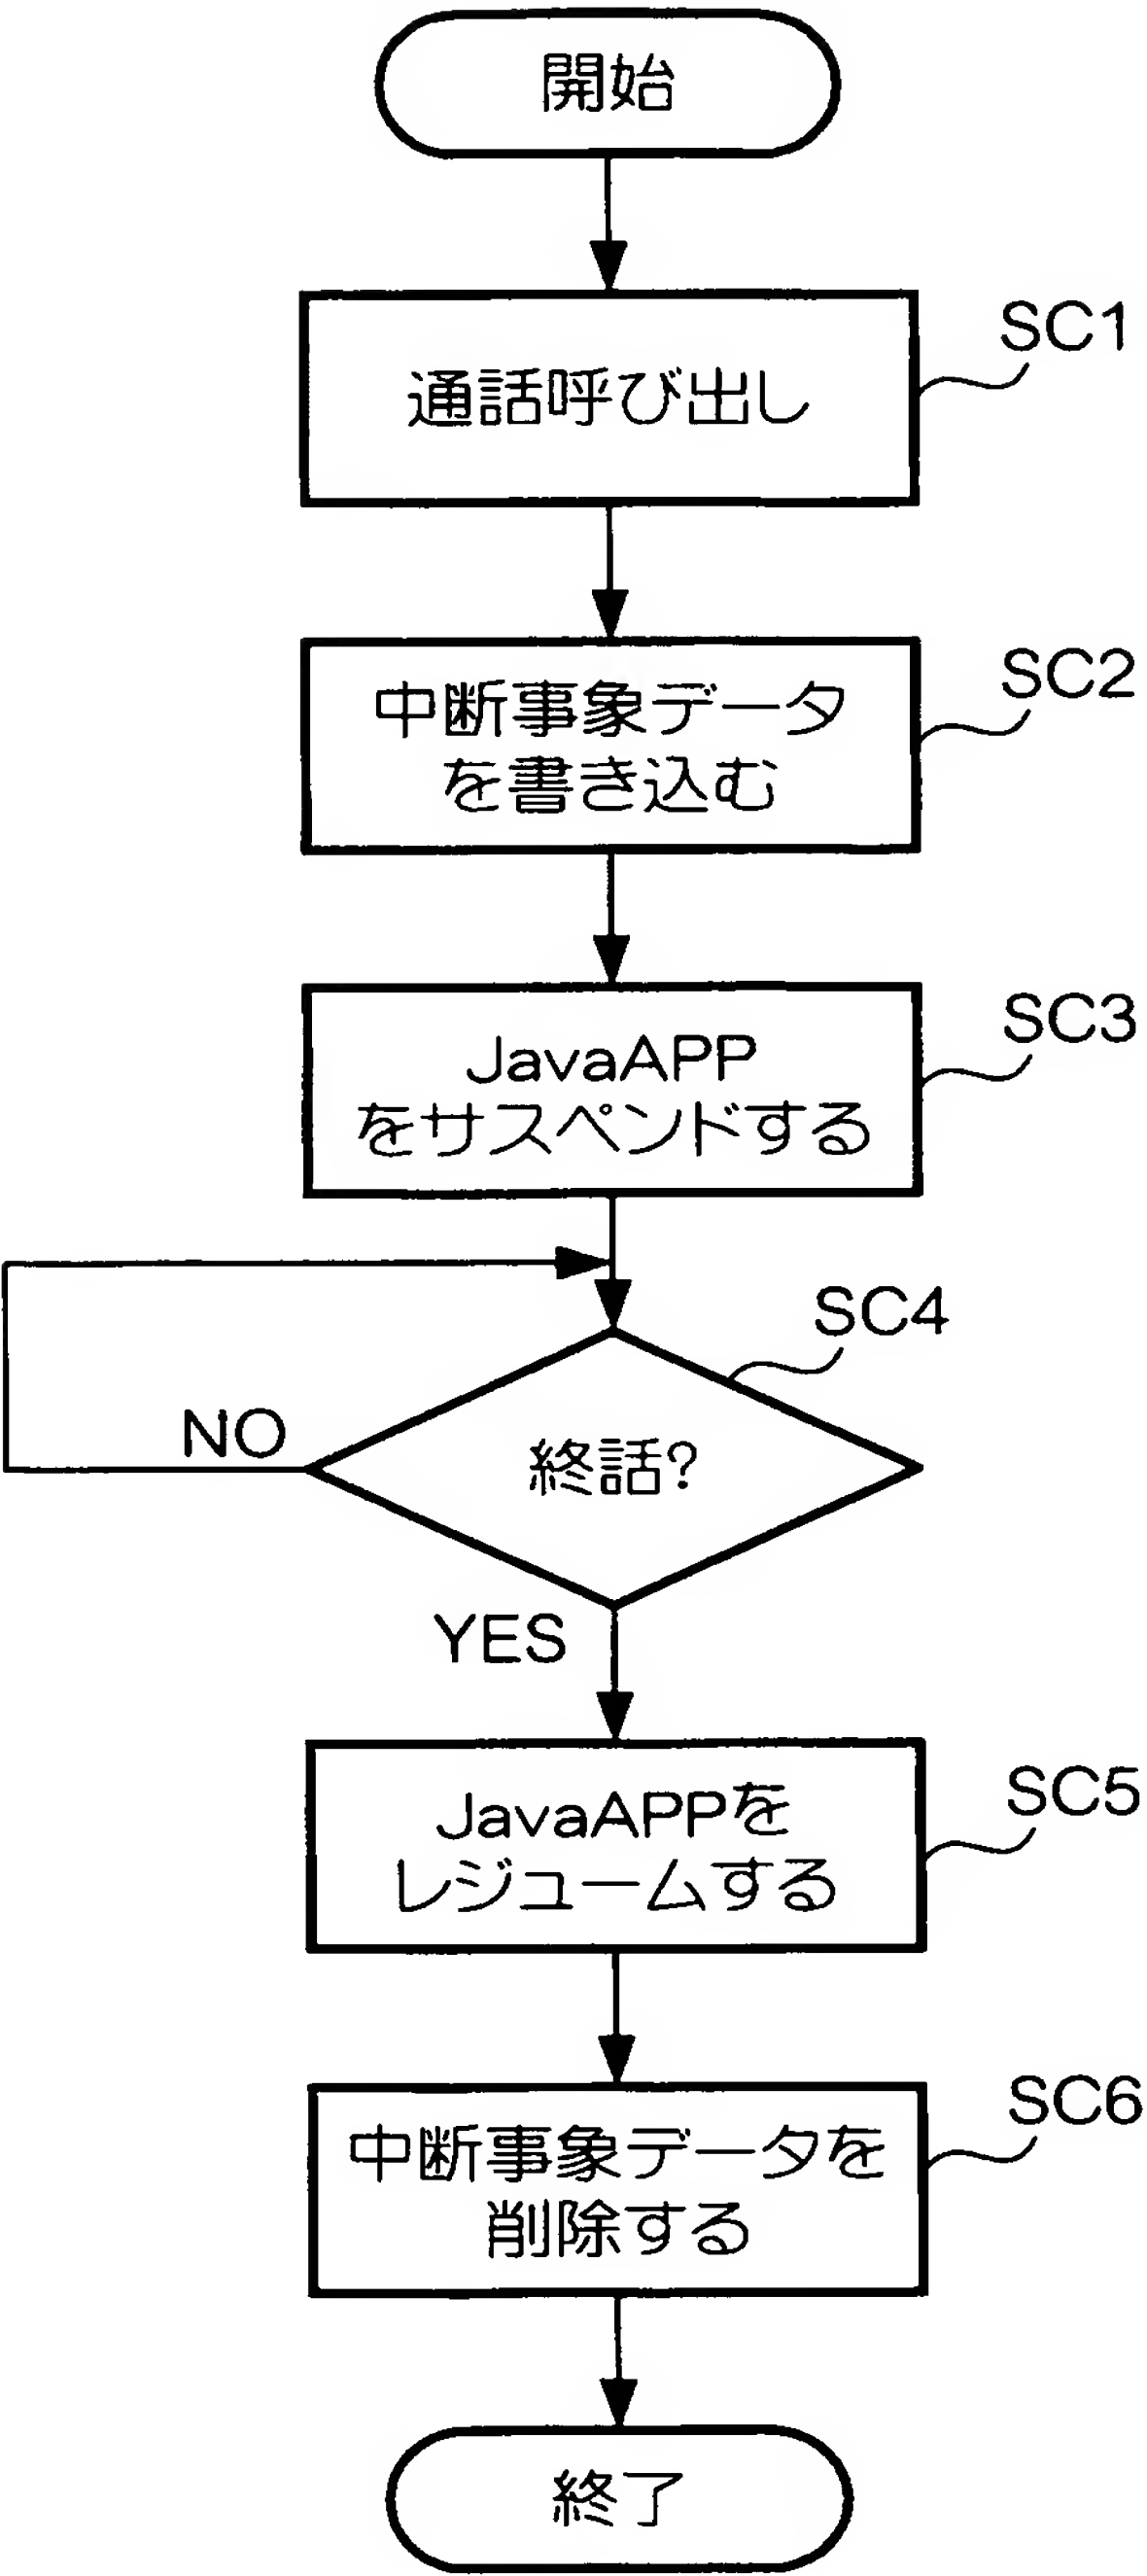 開始
SC1
通話呼び出し
SC2
中断事象データ
を書き込む
SC3
JavaAPP
をサスペンドする
SC4
NO
終話?
YES
SC5
JavaAPPを
レジュームする
SC6
中断事象データを
削除する
終了